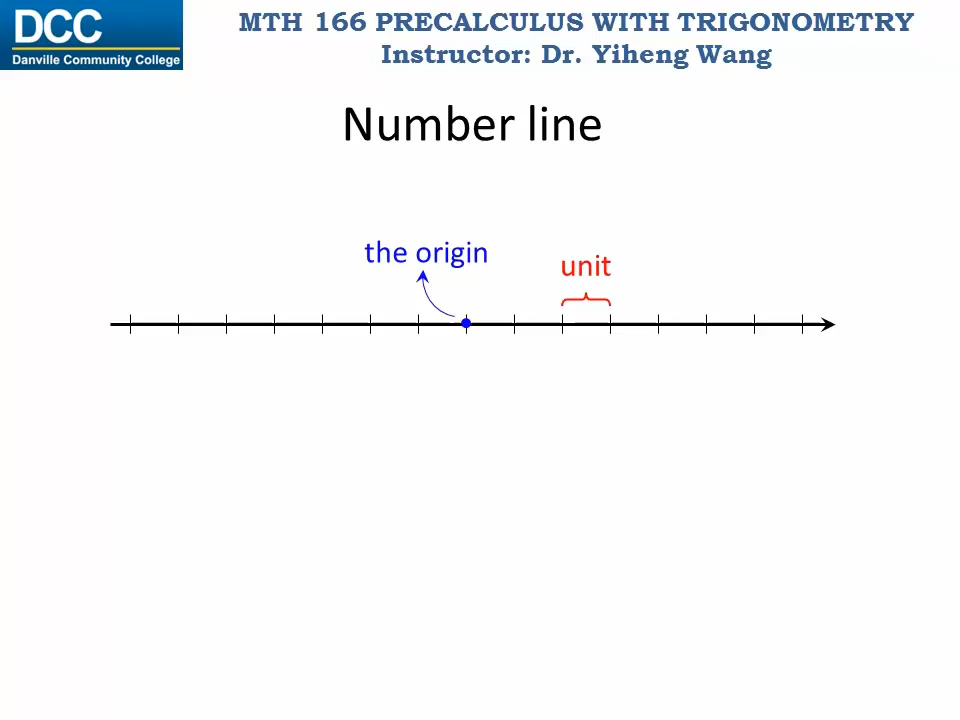 DCC
Danville Community College
MTH 166 PRECALCULUS WITH TRIGONOMETRY
Instructor: Dr. Yiheng Wang
Number line
the origin
unit